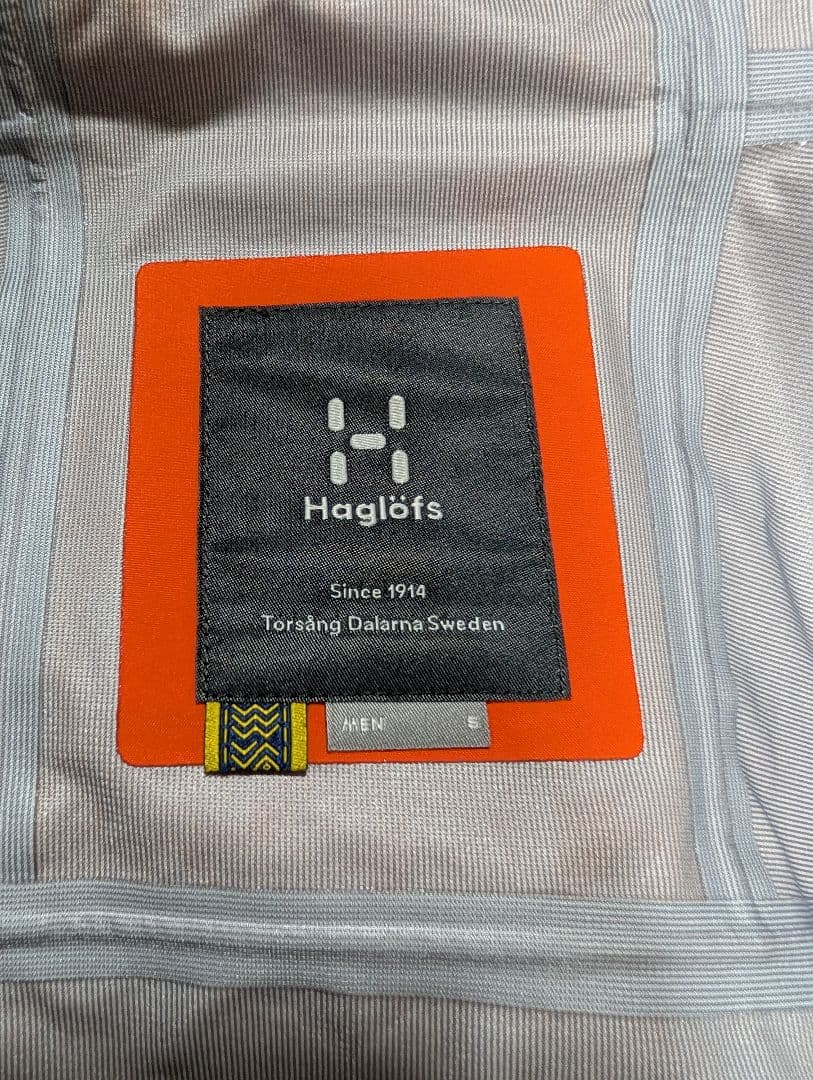 Haglöfs
Since 1914
Torsång Dalarna Sweden
MEN S